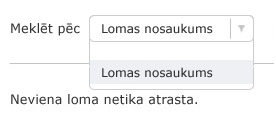 Meklēt pēc Lomas nosaukums
Lomas nosaukums
Neviena loma netika atrasta.